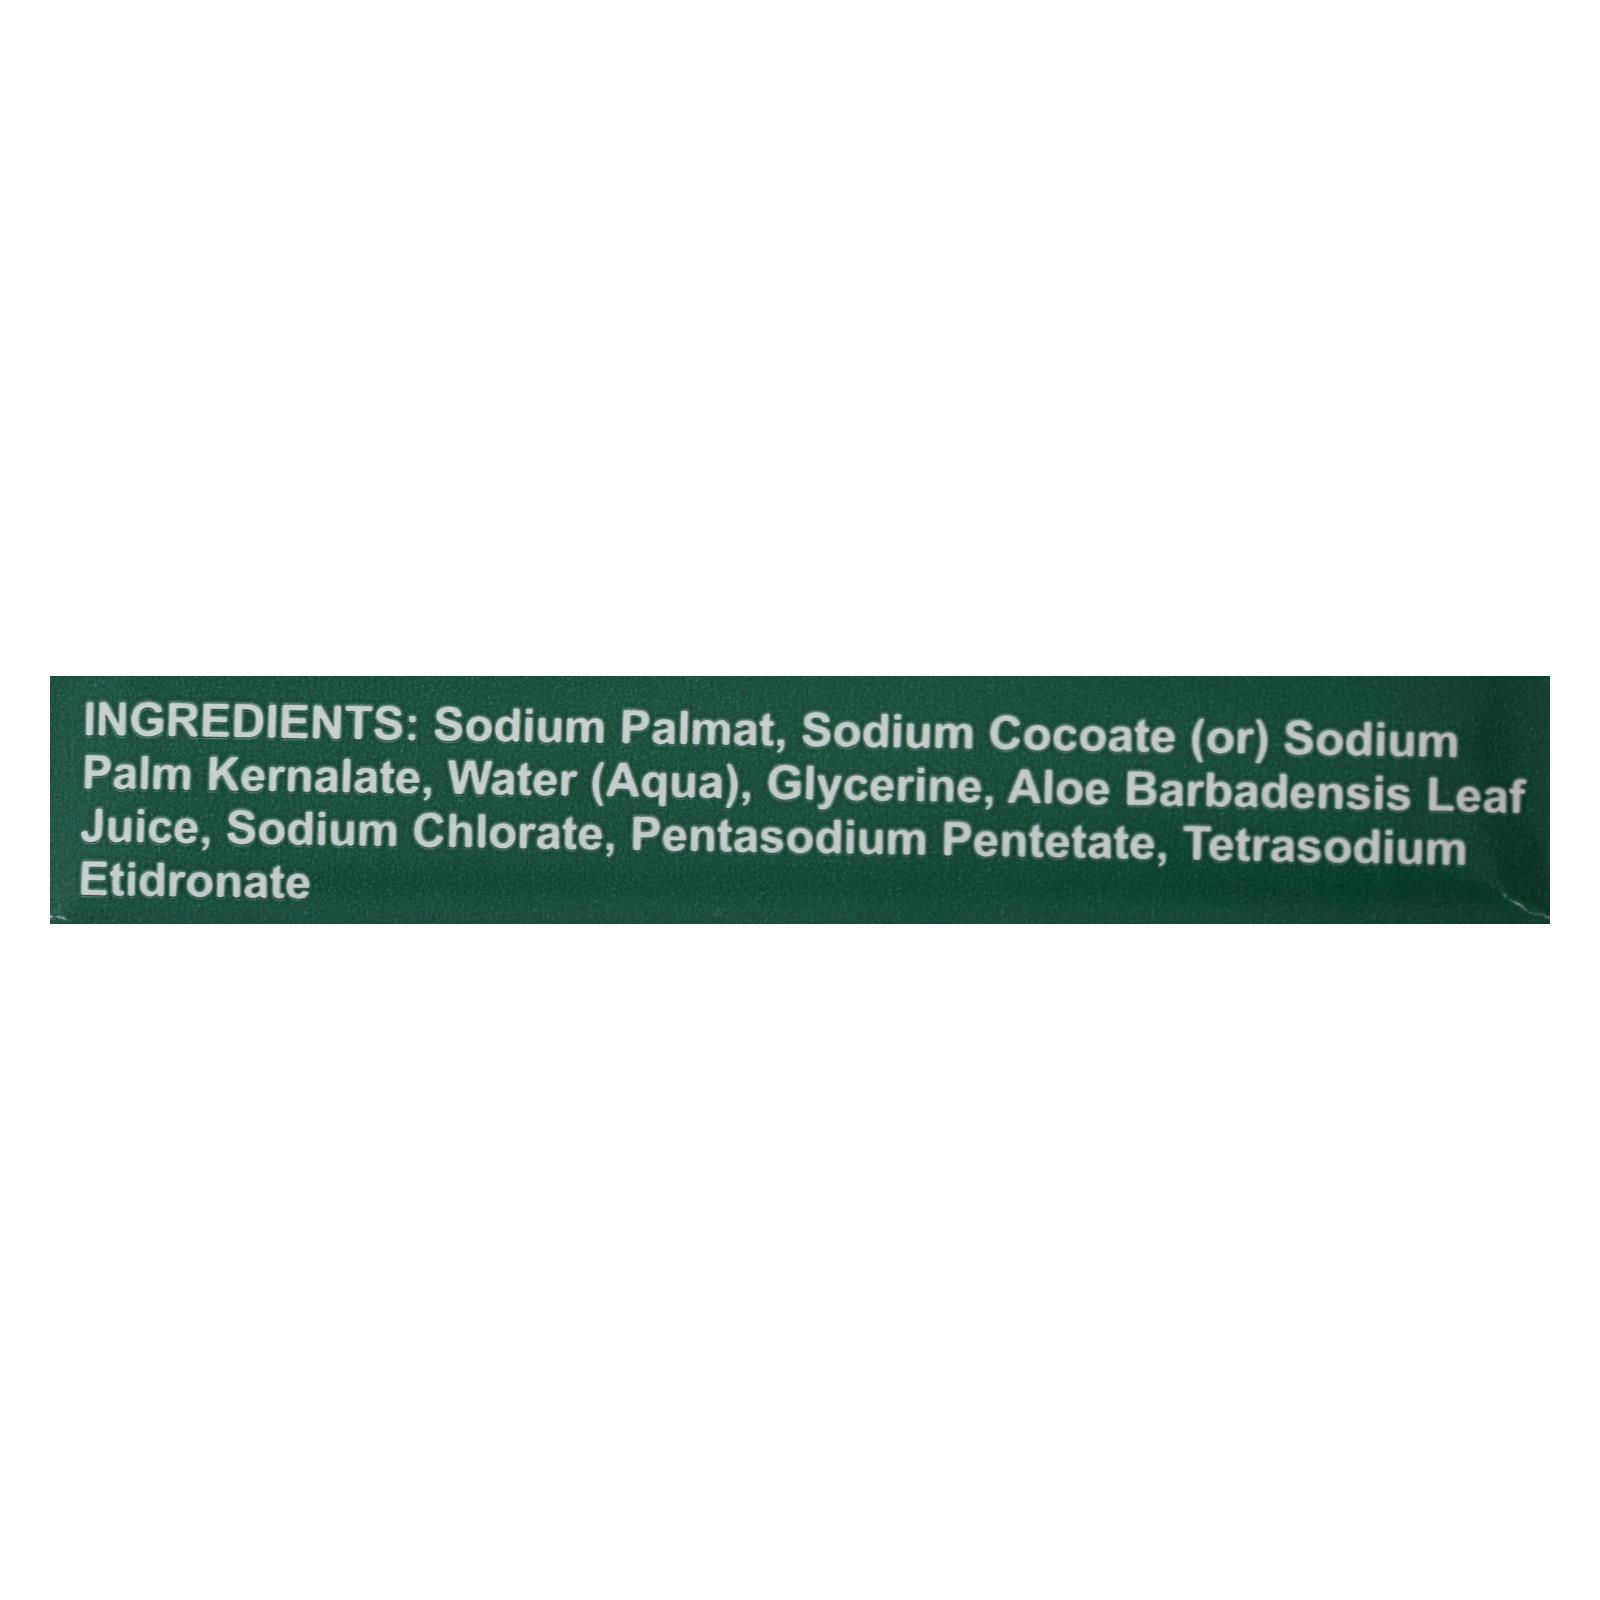 INGREDIENTS: Sodium Palmat, Sodium Cocoate (or) Sodium
Palm Kernalate, Water (Aqua), Glycerine, Aloe Barbadensis Leaf
Juice, Sodium Chlorate, Pentasodium Pentetate, Tetrasodium
Etidronate